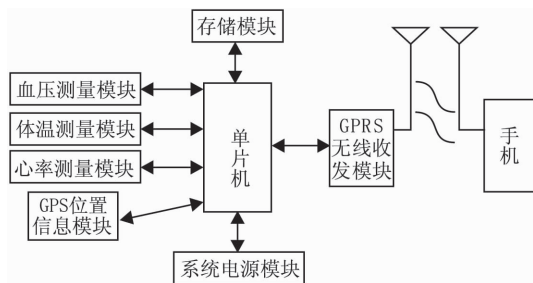 存储模块
血压测量模块
体温测量模块
心率测量模块
GPS位置
信息模块
单片机
系统电源模块
GPRS
无线收
发模块
手机